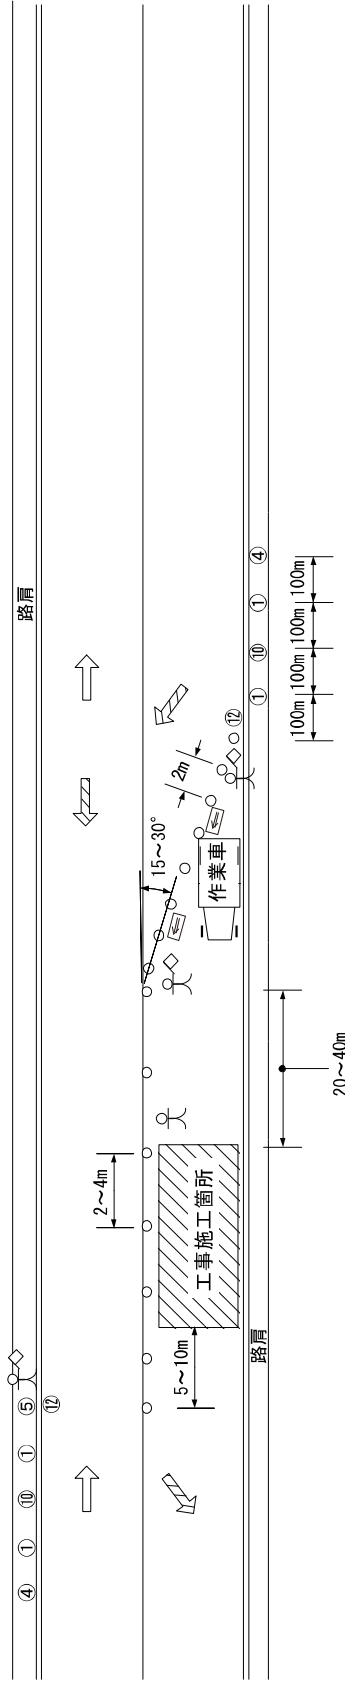 路肩
④
①
⑩
①
100m
100m
100m
100m
⑫
2m
15~30°
作業車
20~40m
2~4m
工事施工箇所
5~10m
路肩
⑤
⑫
①
⑩
①
④